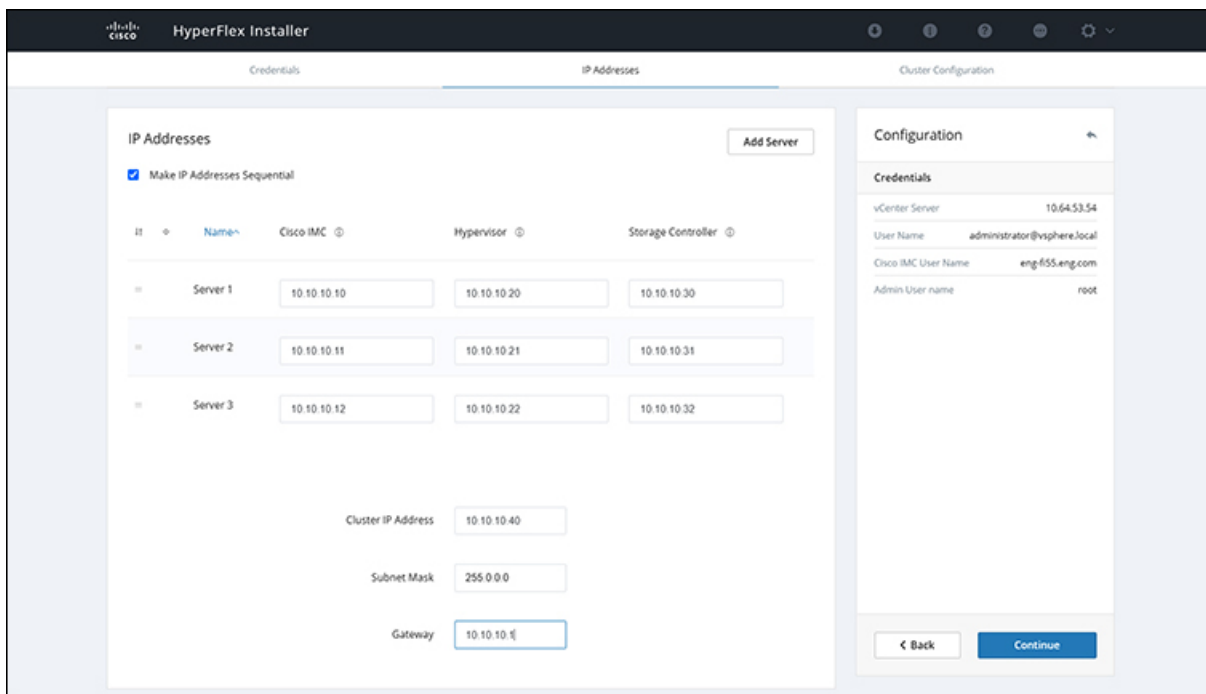 CISCO HyperFlex Installer
Credentials IP Addresses Cluster Configuration
IP Addresses
Add Server
Make IP Addresses Sequential
Name Cisco IMC Hypervisor Storage Controller
Server 1 10.10.10.10 10.10.10.20 10.10.10.30
Server 2 10.10.10.11 10.10.10.21 10.10.10.31
Server 3 10.10.10.12 10.10.10.22 10.10.10.32
Cluster IP Address 10.10.10.40
Subnet Mask 255.0.0.0
Gateway 10.10.10.1
Configuration
Credentials
vCenter Server 10.64.53.54
User Name administrator@vsphere.local
Cisco IMC User Name eng-fi55.eng.com
Admin User name root
< Back Continue